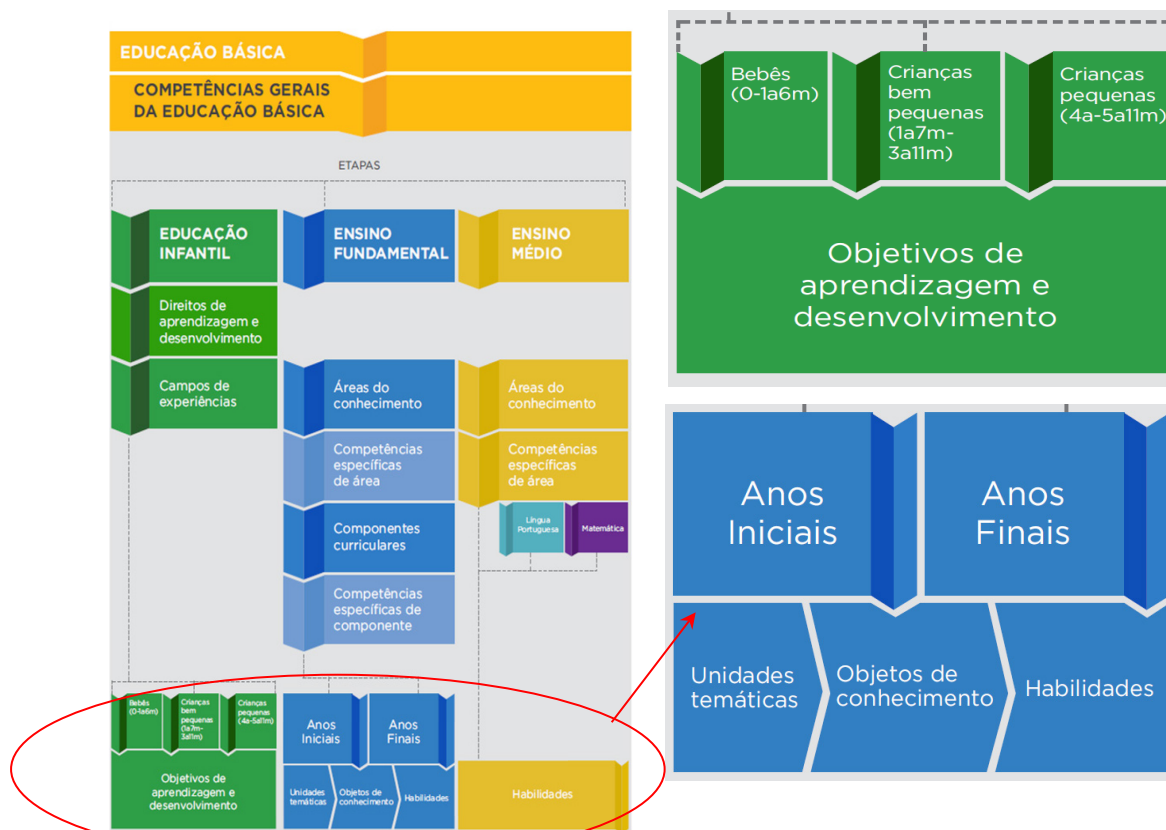 EDUCAÇÃO BÁSICA
COMPETÊNCIAS GERAIS
DA EDUCAÇÃO BÁSICA
ETAPAS
EDUCAÇÃO
INFANTIL
Direitos de
aprendizagem e
desenvolvimento
Campos de
experiências
ENSINO
FUNDAMENTAL
Áreas do
conhecimento
Competências
específicas
de área
Componentes
curriculares
Competências
específicas de
componente
ENSINO
MÉDIO
Áreas do
conhecimento
Competências
específicas
de área
Língua
Portuguesa
Matemática
Bebês
(0-1a6m)
Crianças
bem
pequenas
(1a7m-
3a11m)
Crianças
pequenas
(4a-5a11m)
Objetivos de
aprendizagem e
desenvolvimento
Anos
Iniciais
Anos
Finais
Unidades
temáticas
Objetos de
conhecimento
Habilidades
Habilidades
Bebês
(0-1a6m)
Crianças
bem
pequenas
(1a7m-
3a11m)
Crianças
pequenas
(4a-5a11m)
Objetivos de
aprendizagem e
desenvolvimento
Anos
Iniciais
Anos
Finais
Unidades
temáticas
Objetos de
conhecimento
Habilidades